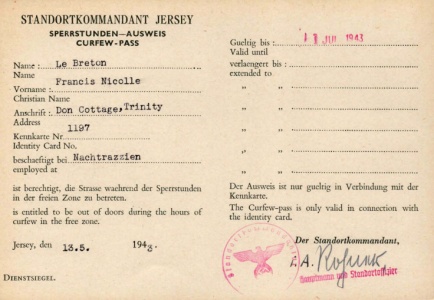 STANDORTKOMMANDANT JERSEY
SPERRSTUNDEN—AUSWEIS
CURFEW-PASS
Name : Le Breton
Name
Vorname : Francis Nicolle
Christian Name
Anschrift : Don Cottage, Trinity
Address
Kennkarte Nr. 1197
Identity Card No.
beschaeftigt bei Nachtrazzien
employed at
ist berichtigt, die Strasse waehrend der Sperrstunden
in der freien Zone zu betreten.
is entitled to be out of doors during the hours of
curfew in the free zone.
Jersey, den 13.5. 1943.
DIENSTSIEGEL.
Gueltig bis : JUL 1943
Valid until
verlaengert bis :
extended to
" "
" "
" "
" "
" "
Der Ausweis ist nur gueltig in Verbindung mit der
Kennkarte.
The Curfew-pass is only valid in connection with
the identity card.
Der Standortkommandant,
I. A.
Hauptmann und Standortoffizier